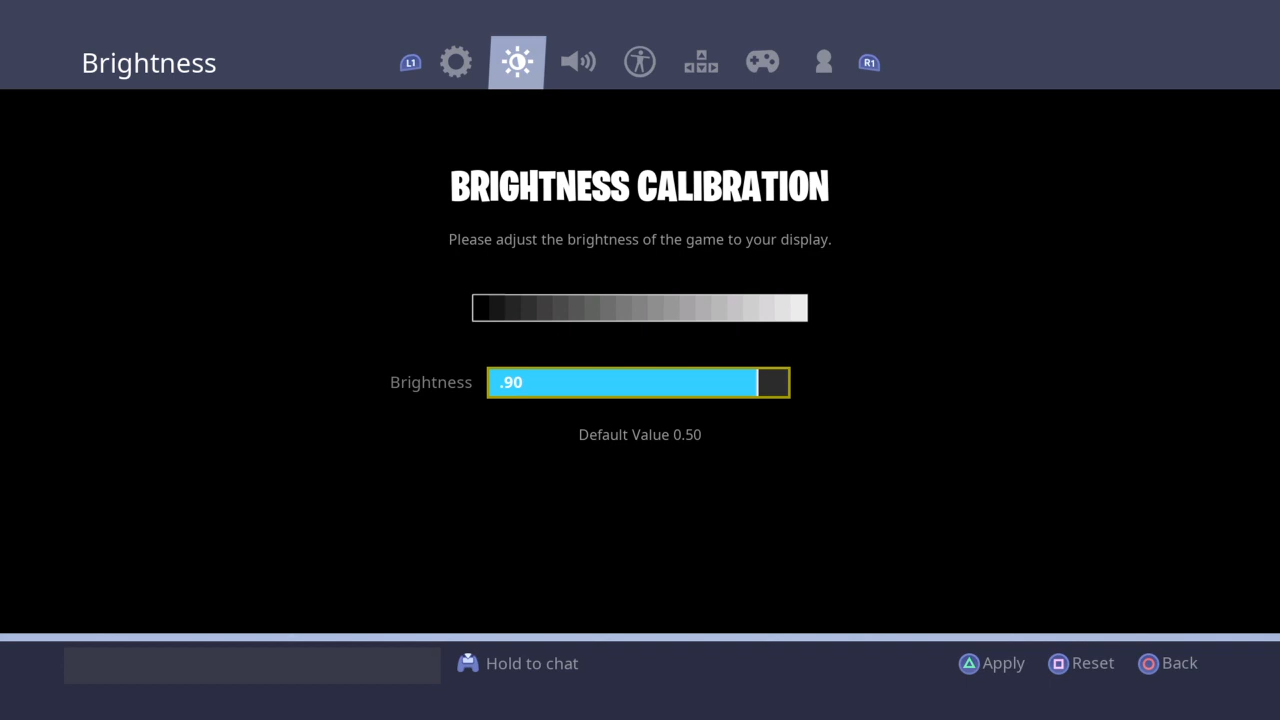 Brightness
L1
R1
BRIGHTNESS CALIBRATION
Please adjust the brightness of the game to your display.
Brightness
.90
Default Value 0.50
Hold to chat
Apply
Reset
Back